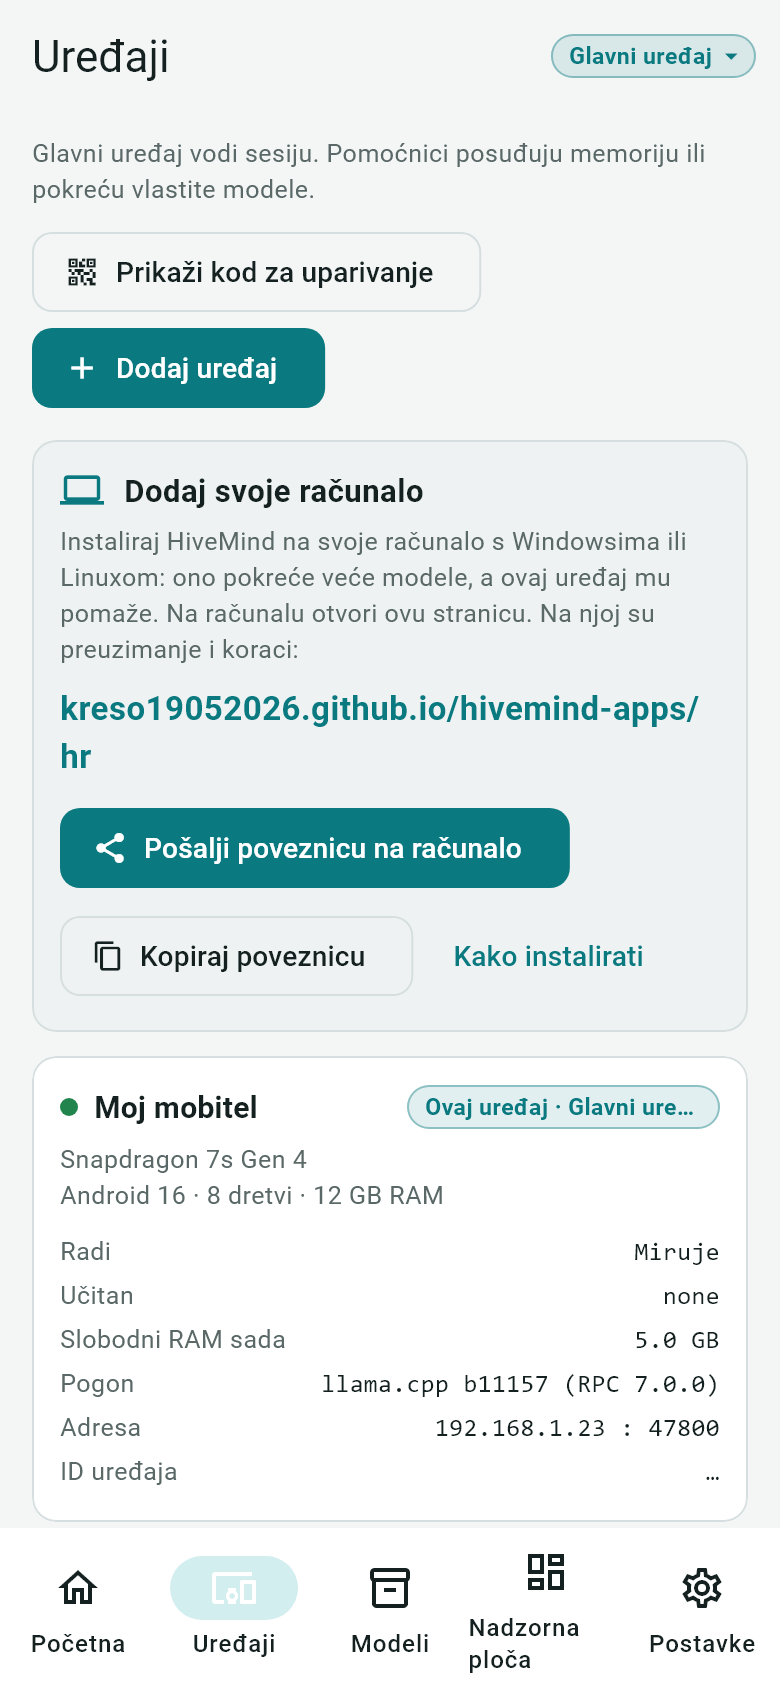 Uređaji
Glavni uređaj
Glavni uređaj vodi sesiju. Pomoćnici posuđuju memoriju ili
pokreću vlastite modele.
Prikaži kod za uparivanje
Dodaj uređaj
Dodaj svoje računalo
Instaliraj HiveMind na svoje računalo s Windowsima ili
Linuxom: ono pokreće veće modele, a ovaj uređaj mu
pomaže. Na računalu otvori ovu stranicu. Na njoj su
preuzimanje i koraci:
kreso19052026.github.io/hivemind-apps/
hr
Pošalji poveznicu na računalo
Kopiraj poveznicu
Kako instalirati
Moj mobitel
Ovaj uređaj · Glavni ure…
Snapdragon 7s Gen 4
Android 16 · 8 dretvi · 12 GB RAM
Radi Miruje
Učitan none
Slobodni RAM sada 5.0 GB
Pogon llama.cpp b11157 (RPC 7.0.0)
Adresa 192.168.1.23 : 47800
ID uređaja …
Početna
Uređaji
Modeli
Nadzorna
ploča
Postavke